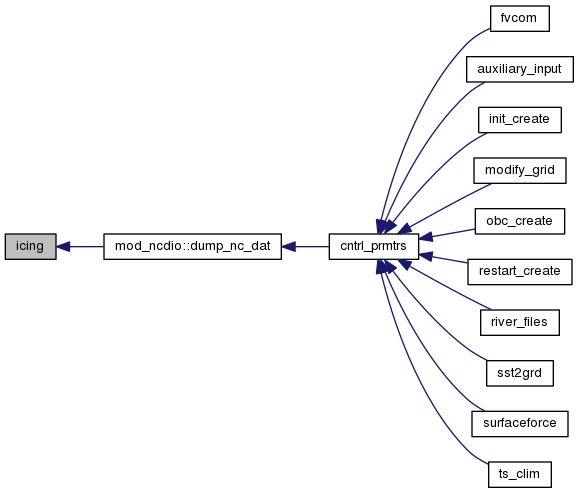 fvcom
auxiliary_input
init_create
modify_grid
obc_create
icing
mod_ncdio::dump_nc_dat
cntrl_prmtrs
restart_create
river_files
sst2grd
surfaceforce
ts_clim